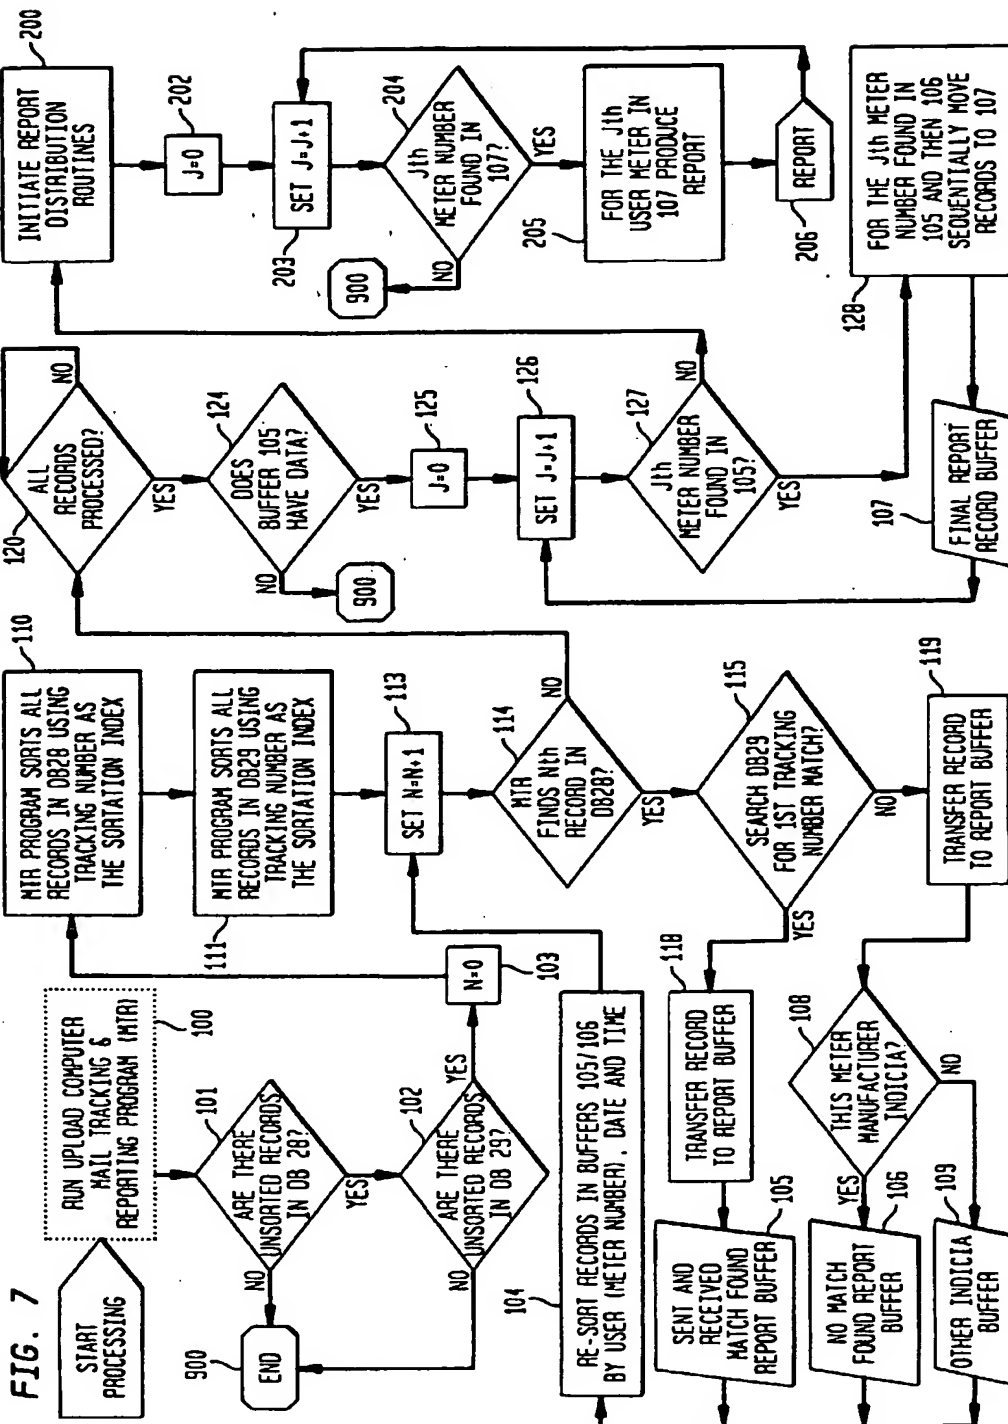 FIG. 7
START
PROCESSING
RUN UPLOAD COMPUTER
MAIL TRACKING &
REPORTING PROGRAM (MTR)
100
101
ARE THERE
UNSORTED RECORDS
IN DB 28?
NO
YES
102
ARE THERE
UNSORTED RECORDS
IN DB 29?
NO
YES
900
END
N=0
103
104
RE-SORT RECORDS IN BUFFERS 105/106
BY USER (METER NUMBER), DATE AND TIME
SENT AND
RECEIVED
MATCH FOUND
REPORT BUFFER
105
NO MATCH
FOUND REPORT
BUFFER
106
OTHER INDICIA
BUFFER
109
118
TRANSFER RECORD
TO REPORT BUFFER
108
THIS METER
MANUFACTURER
INDICIA?
YES
NO
110
MTR PROGRAM SORTS ALL
RECORDS IN DB28 USING
TRACKING NUMBER AS
THE SORTATION INDEX
111
MTR PROGRAM SORTS ALL
RECORDS IN DB29 USING
TRACKING NUMBER AS
THE SORTATION INDEX
113
SET N=N+1
114
MTR
FINDS Nth
RECORD IN
DB28?
NO
YES
115
SEARCH DB29
FOR 1ST TRACKING
NUMBER MATCH?
YES
NO
119
TRANSFER RECORD
TO REPORT BUFFER
120
ALL
RECORDS
PROCESSED?
NO
YES
124
DOES
BUFFER 105
HAVE DATA?
NO
900
YES
125
J=0
126
SET J=J+1
127
Jth
METER NUMBER
FOUND IN
105?
NO
YES
107
FINAL REPORT
RECORD BUFFER
200
INITIATE REPORT
DISTRIBUTION
ROUTINES
202
J=0
203
SET J=J+1
204
Jth
METER NUMBER
FOUND IN
107?
NO
900
YES
205
FOR THE Jth
USER METER IN
107 PRODUCE
REPORT
206
REPORT
128
FOR THE Jth METER
NUMBER FOUND IN
105 AND THEN 106
SEQUENTIALLY MOVE
RECORDS TO 107